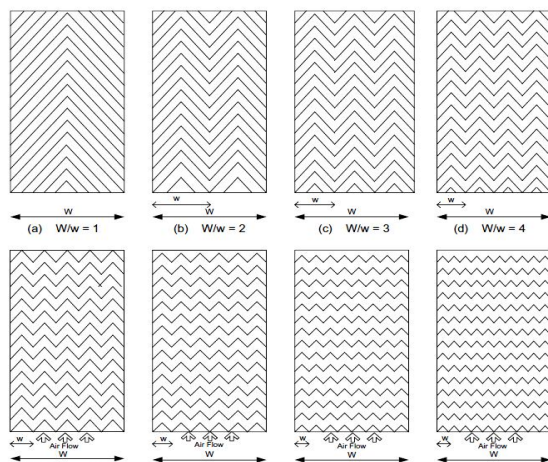 w
W
(a) W/w = 1
w
W
(b) W/w = 2
w
W
(c) W/w = 3
w
W
(d) W/w = 4
w
Air Flow
W
w
Air Flow
W
w
Air Flow
W
w
Air Flow
W